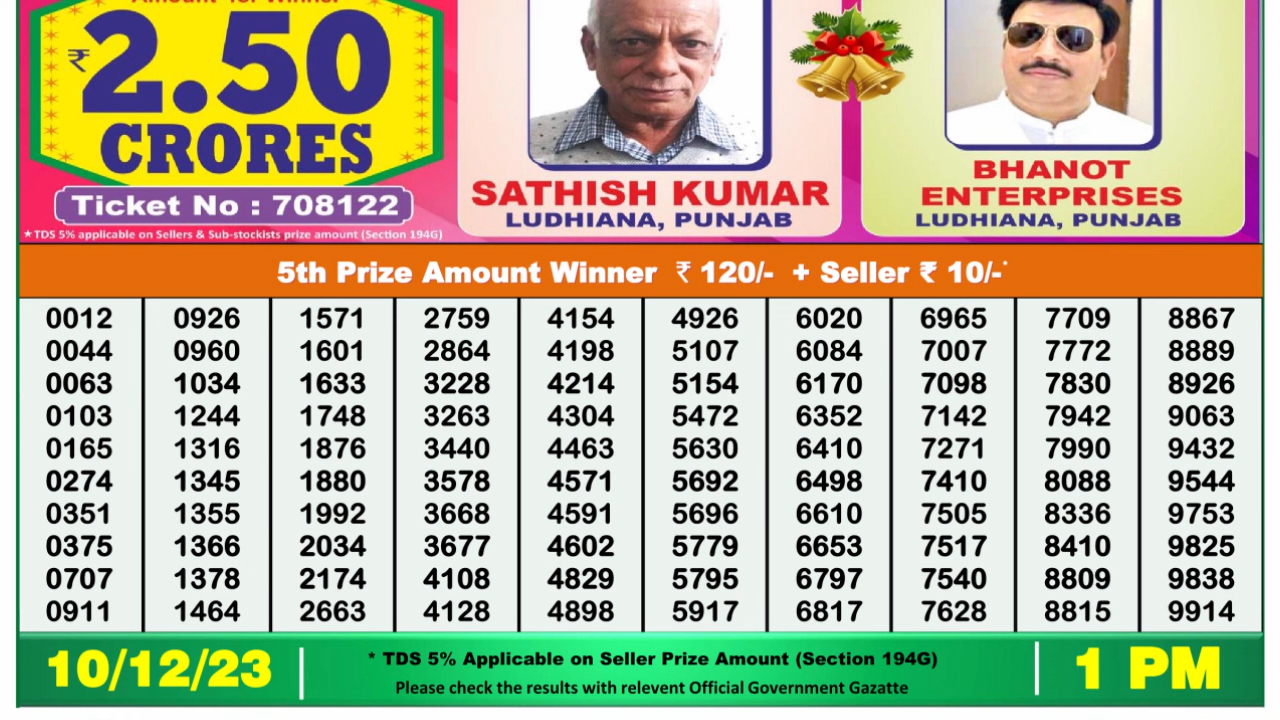 Amount for Winner
₹2.50
CRORES
Ticket No : 708122
★TDS 5% applicable on Sellers & Sub-stockists prize amount (Section 194G)
SATHISH KUMAR
LUDHIANA, PUNJAB
BHANOT
ENTERPRISES
LUDHIANA, PUNJAB
5th Prize Amount Winner ₹ 120/- + Seller ₹ 10/-*
0012 0926 1571 2759 4154 4926 6020 6965 7709 8867
0044 0960 1601 2864 4198 5107 6084 7007 7772 8889
0063 1034 1633 3228 4214 5154 6170 7098 7830 8926
0103 1244 1748 3263 4304 5472 6352 7142 7942 9063
0165 1316 1876 3440 4463 5630 6410 7271 7990 9432
0274 1345 1880 3578 4571 5692 6498 7410 8088 9544
0351 1355 1992 3668 4591 5696 6610 7505 8336 9753
0375 1366 2034 3677 4602 5779 6653 7517 8410 9825
0707 1378 2174 4108 4829 5795 6797 7540 8809 9838
0911 1464 2663 4128 4898 5917 6817 7628 8815 9914
10/12/23
* TDS 5% Applicable on Seller Prize Amount (Section 194G)
Please check the results with relevent Official Government Gazatte
1 PM